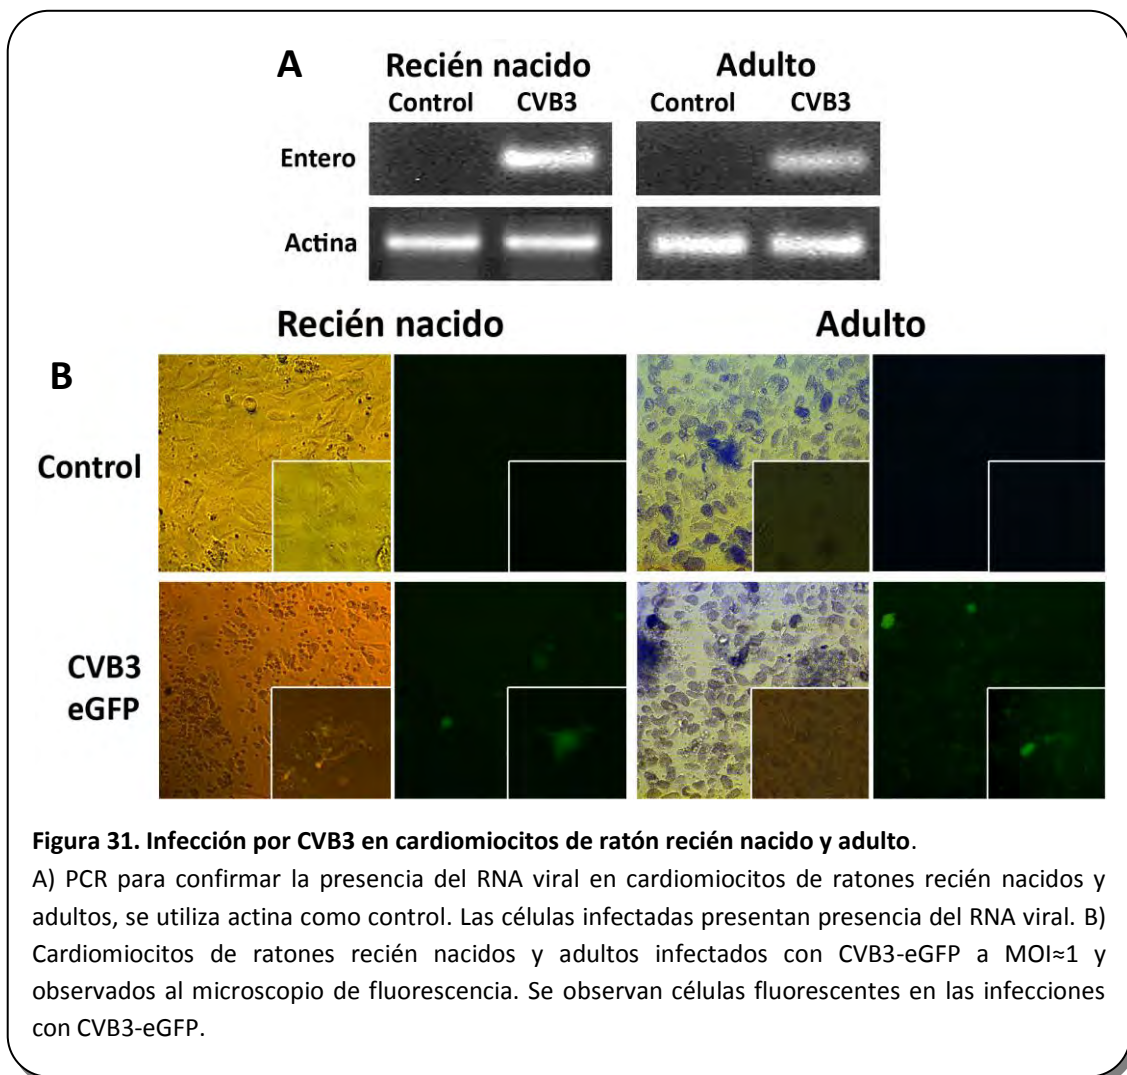 A
Recién nacido Adulto
Control CVB3 Control CVB3
Entero
Actina
Recién nacido Adulto
B
Control
CVB3
eGFP
Figura 31. Infección por CVB3 en cardiomiocitos de ratón recién nacido y adulto.
A) PCR para confirmar la presencia del RNA viral en cardiomiocitos de ratones recién nacidos y
adultos, se utiliza actina como control. Las células infectadas presentan presencia del RNA viral. B)
Cardiomiocitos de ratones recién nacidos y adultos infectados con CVB3-eGFP a MOI≈1 y
observados al microscopio de fluorescencia. Se observan células fluorescentes en las infecciones
con CVB3-eGFP.